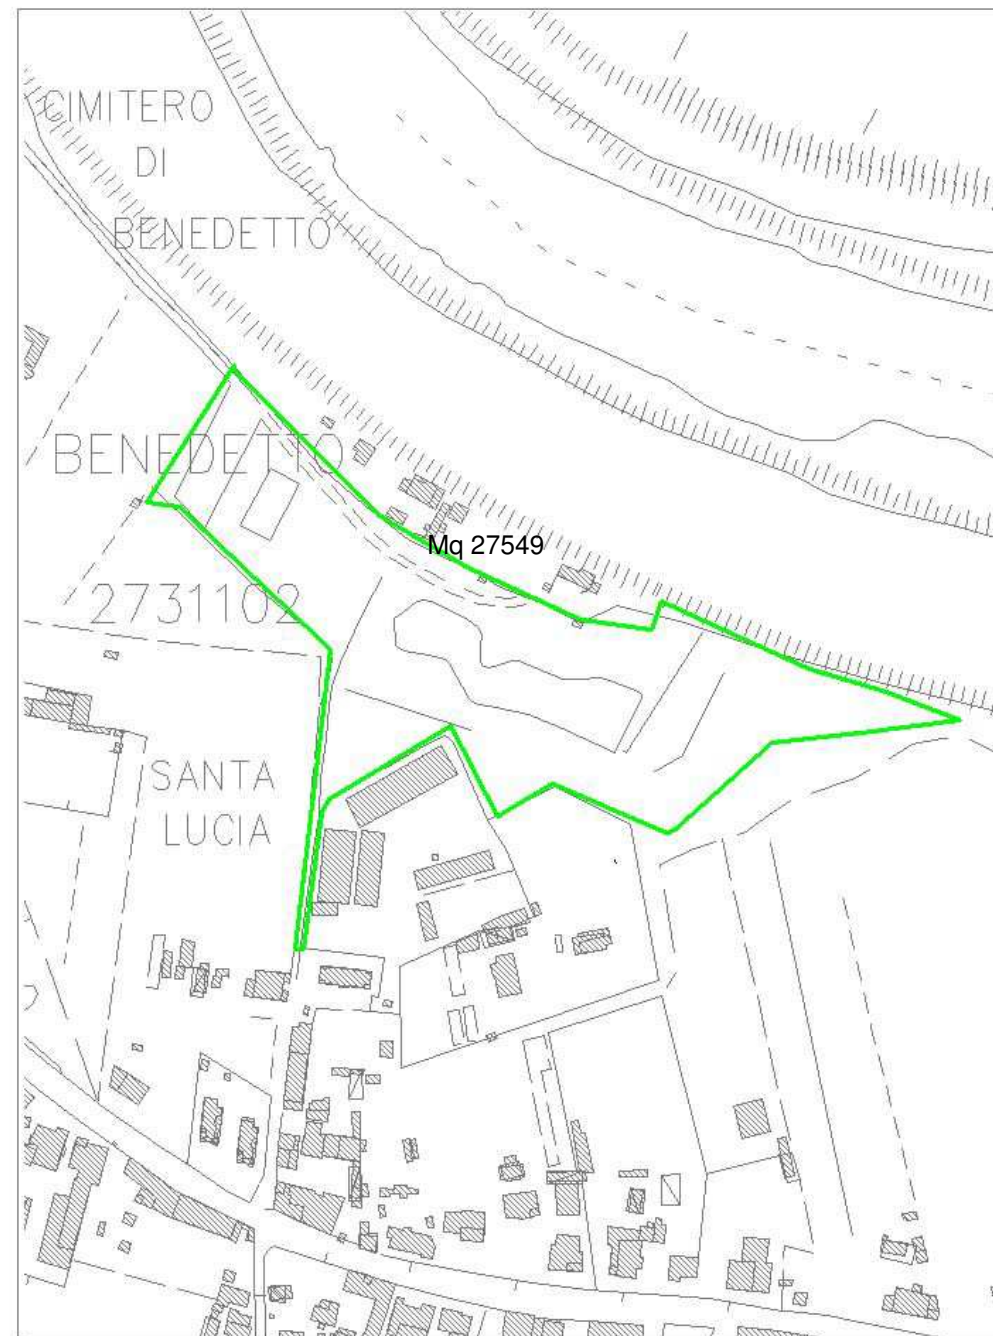 CIMITERO
DI
BENEDETTO
BENEDETTO
Mq 27549
2731102
SANTA
LUCIA